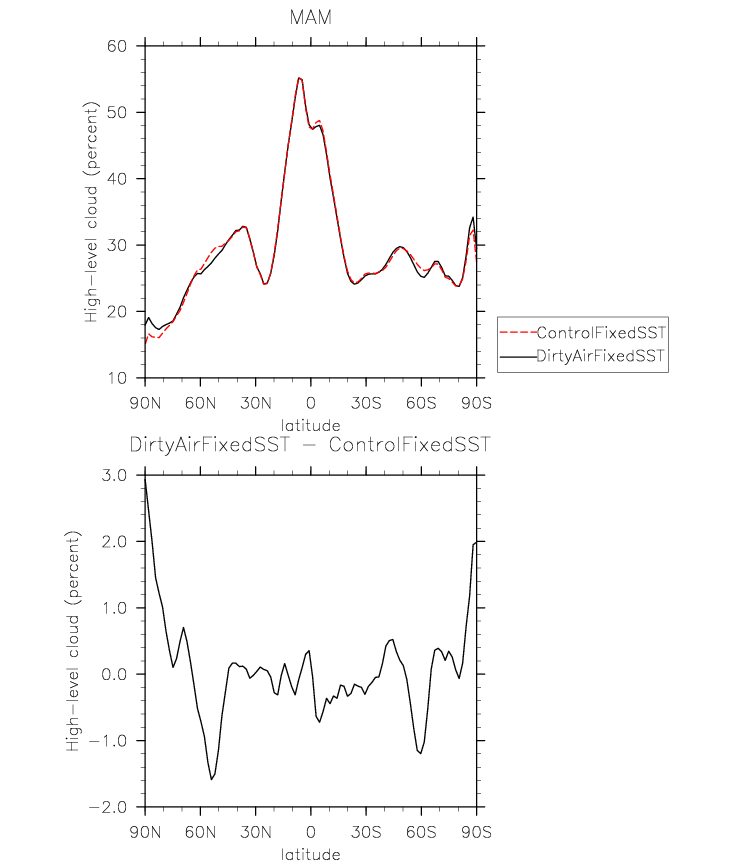 MAM
High-level cloud (percent)
60
50
40
30
20
10
90N 60N 30N 0 30S 60S 90S
latitude
ControlFixedSST
DirtyAirFixedSST
DirtyAirFixedSST - ControlFixedSST
High-level cloud (percent)
3.0
2.0
1.0
0.0
-1.0
-2.0
90N 60N 30N 0 30S 60S 90S
latitude